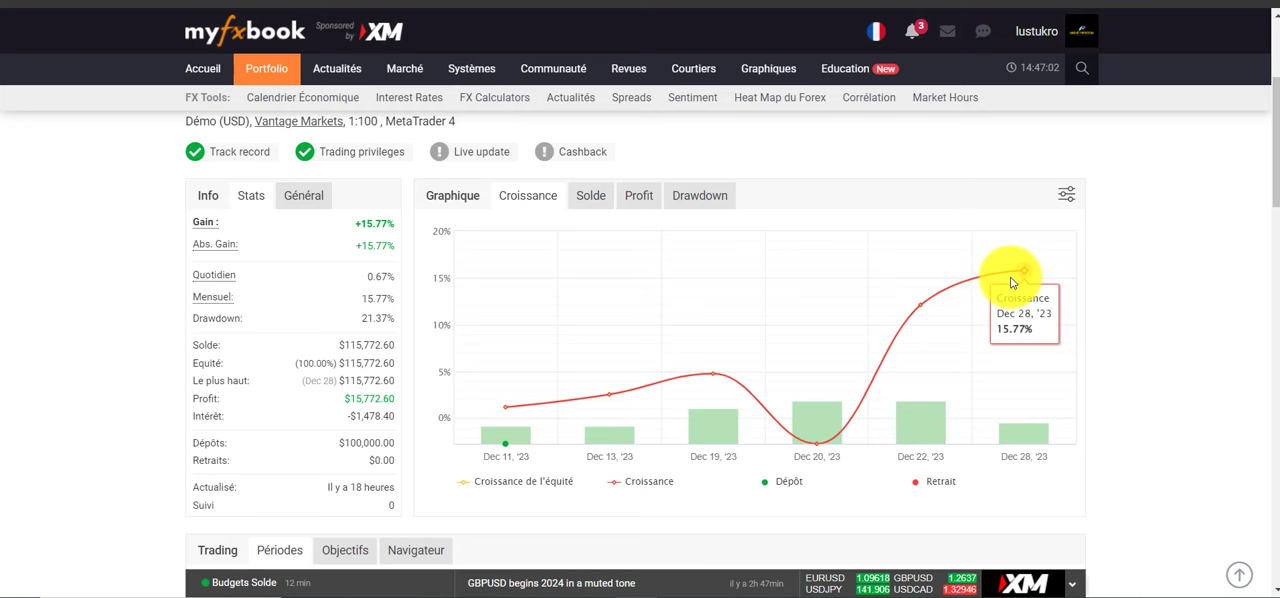 myfxbook Sponsored by XM 3 lustukro
Accueil Portfolio Actualités Marché Systèmes Communauté Revues Courtiers Graphiques Education New 14:47:02
FX Tools: Calendrier Économique Interest Rates FX Calculators Actualités Spreads Sentiment Heat Map du Forex Corrélation Market Hours
Démo (USD), Vantage Markets, 1:100 , MetaTrader 4
Track record Trading privileges Live update Cashback
Info Stats Général
Gain : +15.77%
Abs. Gain: +15.77%
Quotidien 0.67%
Mensuel: 15.77%
Drawdown: 21.37%
Solde: $115,772.60
Equité: (100.00%) $115,772.60
Le plus haut: (Dec 28) $115,772.60
Profit: $15,772.60
Intérêt: -$1,478.40
Dépôts: $100,000.00
Retraits: $0.00
Actualisé: Il y a 18 heures
Suivi 0
Graphique Croissance Solde Profit Drawdown
20%
15%
10%
5%
0%
Croissance
Dec 28, '23
15.77%
Dec 11, '23 Dec 13, '23 Dec 19, '23 Dec 20, '23 Dec 22, '23 Dec 28, '23
Croissance de l'équité Croissance Dépôt Retrait
Trading Périodes Objectifs Navigateur
Budgets Solde 12 min GBPUSD begins 2024 in a muted tone il y a 2h 47min
EURUSD 1.09618 GBPUSD 1.2637
USDJPY 141.906 USDCAD 1.32946
XM